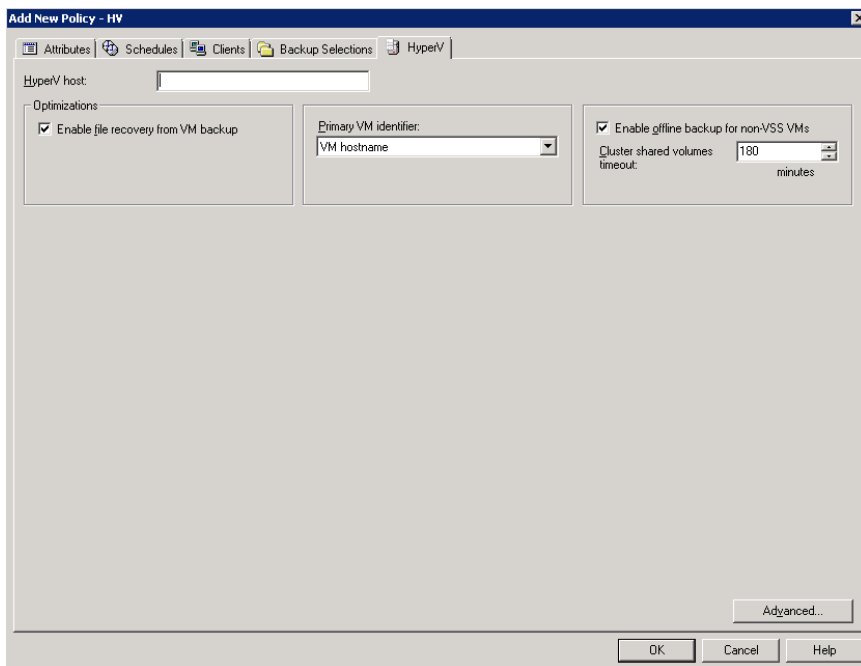 Add New Policy - HV
Attributes Schedules Clients Backup Selections HyperV
HyperV host:
Optimizations
Enable file recovery from VM backup
Primary VM identifier:
VM hostname
Enable offline backup for non-VSS VMs
Cluster shared volumes
timeout:
180
minutes
Advanced...
OK Cancel Help